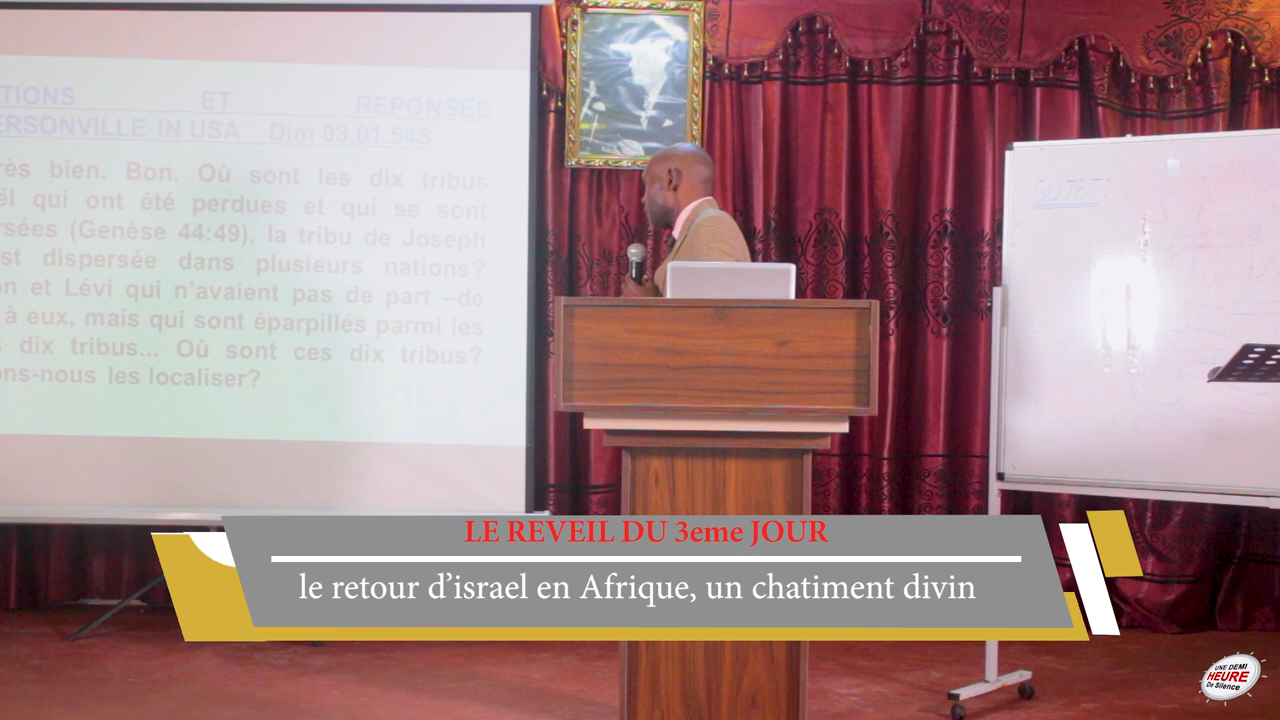 TIONS ET REPONSES
ERSONVILLE IN USA Dim 03.01.54S
rès bien. Bon. Où sont les dix tribus
ël qui ont été perdues et qui se sont
rsées (Genèse 44:49), la tribu de Joseph
st dispersée dans plusieurs nations?
on et Lévi qui n'avaient pas de part –de
à eux, mais qui sont éparpillés parmi les
s dix tribus... Où sont ces dix tribus?
ons-nous les localiser?
SUJET:
LE REVEIL DU 3eme JOUR
le retour d'israel en Afrique, un chatiment divin
UNE DEMI
HEURE
De Silence